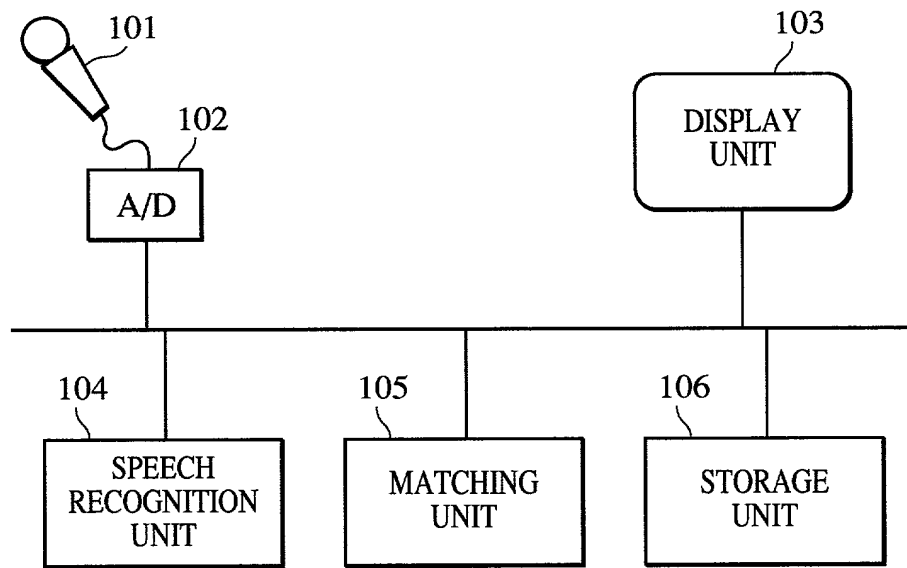 101
102
A/D
103
DISPLAY
UNIT
104
SPEECH
RECOGNITION
UNIT
105
MATCHING
UNIT
106
STORAGE
UNIT